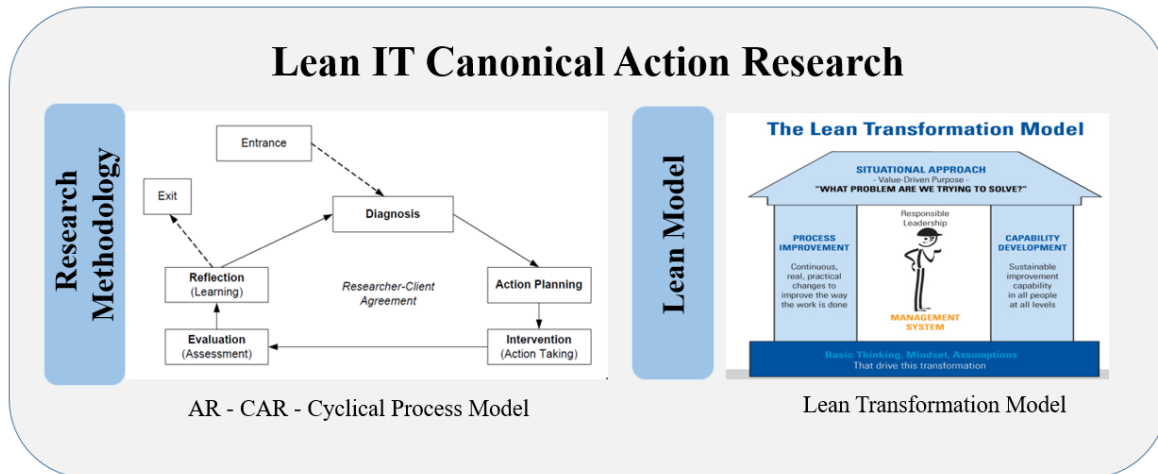 Lean IT Canonical Action Research
Research
Methodology
Entrance
Exit
Diagnosis
Reflection
(Learning)
Researcher-Client
Agreement
Action Planning
Evaluation
(Assessment)
Intervention
(Action Taking)
AR - CAR - Cyclical Process Model
Lean Model
The Lean Transformation Model
SITUATIONAL APPROACH
- Value-Driven Purpose -
"WHAT PROBLEM ARE WE TRYING TO SOLVE?"
PROCESS
IMPROVEMENT
Continuous,
real, practical
changes to
improve the way
the work is done
Responsible
Leadership
MANAGEMENT
SYSTEM
CAPABILITY
DEVELOPMENT
Sustainable
improvement
capability
in all people
at all levels
Basic Thinking, Mindset, Assumptions
That drive this transformation
Lean Transformation Model